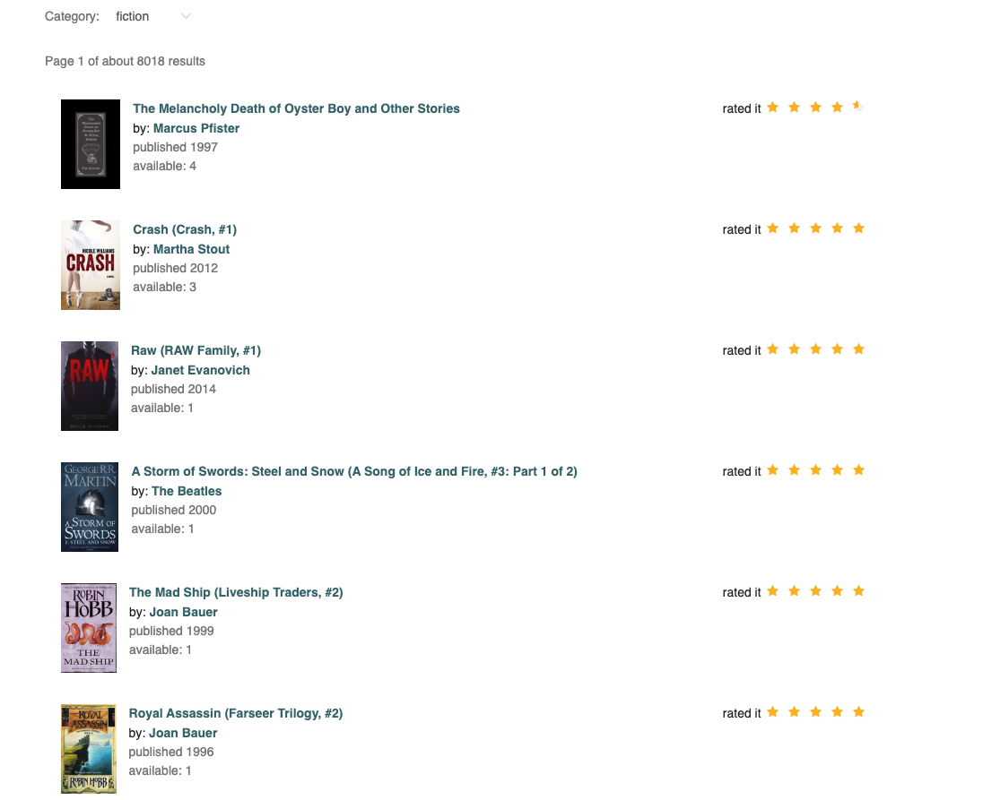 Category: fiction
Page 1 of about 8018 results
The Melancholy Death of Oyster Boy and Other Stories
rated it
by: Marcus Pfister
published 1997
available: 4
Crash (Crash, #1)
rated it
by: Martha Stout
published 2012
available: 3
NICOLE WILLIAMS
CRASH
Raw (RAW Family, #1)
rated it
by: Janet Evanovich
published 2014
available: 1
RAW
A Storm of Swords: Steel and Snow (A Song of Ice and Fire, #3: Part 1 of 2)
rated it
by: The Beatles
published 2000
available: 1
GEORGE R.R.
MARTIN
A STORM OF
SWORDS
1: STEEL AND SNOW
The Mad Ship (Liveship Traders, #2)
rated it
by: Joan Bauer
published 1999
available: 1
ROBIN
HOBB
THE
MAD SHIP
Royal Assassin (Farseer Trilogy, #2)
rated it
by: Joan Bauer
published 1996
available: 1
ROYAL
ASSASSIN
ROBIN HOBB